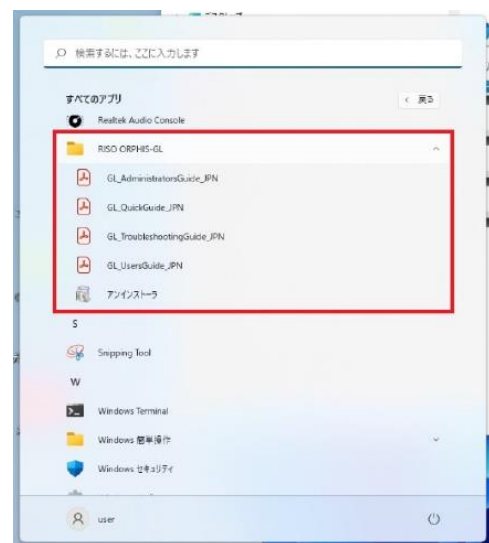 検索するには、ここに入力します
すべてのアプリ
< 戻る
Realtek Audio Console
RISO ORPHIS-GL
GL_AdministratorsGuide_JPN
GL_QuickGuide_JPN
GL_TroubleshootingGuide_JPN
GL_UsersGuide_JPN
アンインストーラ
S
Snipping Tool
W
Windows Terminal
Windows 簡単操作
Windows セキュリティ
user